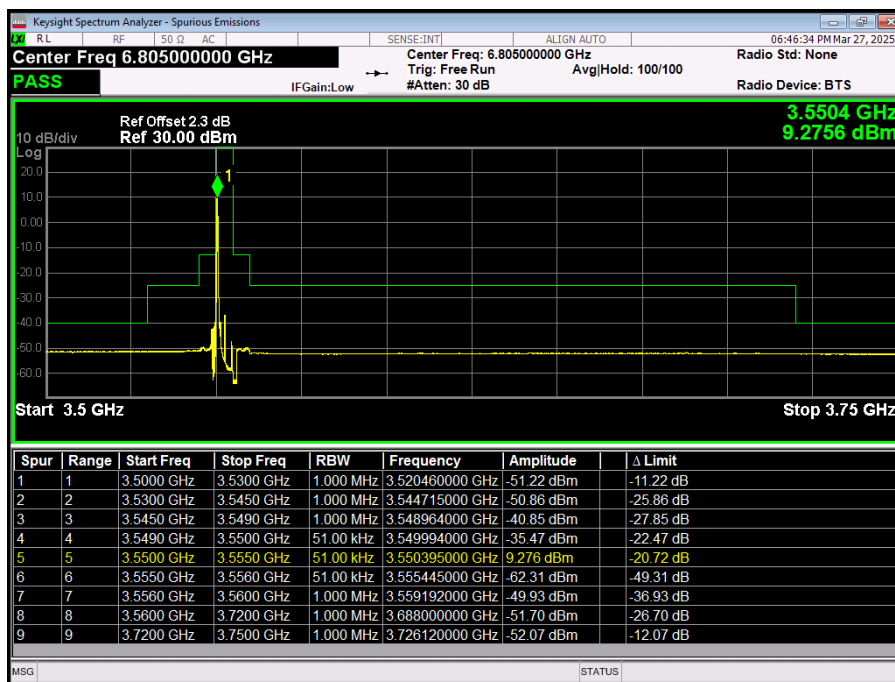 Keysight Spectrum Analyzer - Spurious Emissions
LXI RL RF 50 Ω AC SENSE:INT ALIGN AUTO 06:46:34 PM Mar 27, 2025
Center Freq 6.805000000 GHz Center Freq: 6.805000000 GHz Radio Std: None
Trig: Free Run Avg|Hold: 100/100
PASS IFGain:Low #Atten: 30 dB Radio Device: BTS
3.5504 GHz
9.2756 dBm
Ref Offset 2.3 dB
10 dB/div Ref 30.00 dBm
Log
1
20.0
10.0
0.00
-10.0
-20.0
-30.0
-40.0
-50.0
-60.0
Start 3.5 GHz Stop 3.75 GHz
Spur Range Start Freq Stop Freq RBW Frequency Amplitude Δ Limit
1 1 3.5000 GHz 3.5300 GHz 1.000 MHz 3.520460000 GHz -51.22 dBm -11.22 dB
2 2 3.5300 GHz 3.5450 GHz 1.000 MHz 3.544715000 GHz -50.86 dBm -25.86 dB
3 3 3.5450 GHz 3.5490 GHz 1.000 MHz 3.548964000 GHz -40.85 dBm -27.85 dB
4 4 3.5490 GHz 3.5500 GHz 51.00 kHz 3.549994000 GHz -35.47 dBm -22.47 dB
5 5 3.5500 GHz 3.5550 GHz 51.00 kHz 3.550395000 GHz 9.276 dBm -20.72 dB
6 6 3.5550 GHz 3.5560 GHz 51.00 kHz 3.555445000 GHz -62.31 dBm -49.31 dB
7 7 3.5560 GHz 3.5600 GHz 1.000 MHz 3.559192000 GHz -49.93 dBm -36.93 dB
8 8 3.5600 GHz 3.7200 GHz 1.000 MHz 3.688000000 GHz -51.70 dBm -26.70 dB
9 9 3.7200 GHz 3.7500 GHz 1.000 MHz 3.726120000 GHz -52.07 dBm -12.07 dB
MSG STATUS